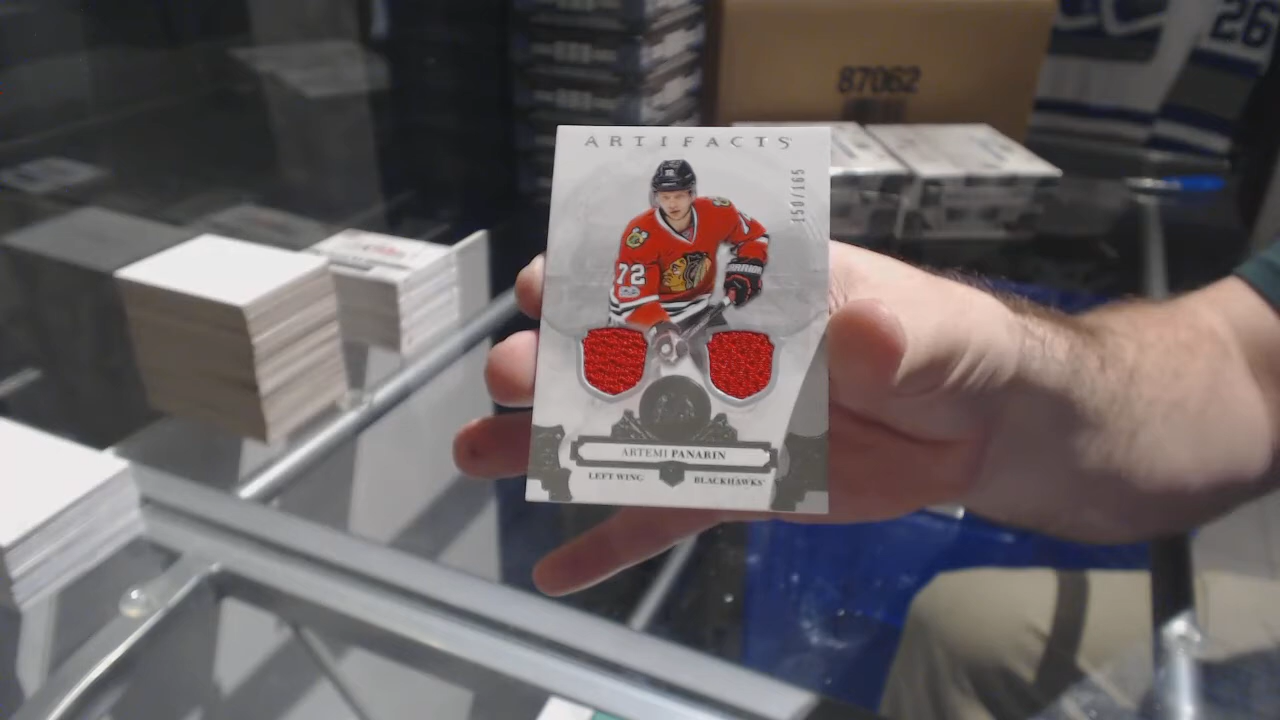 87062
26
ARTIFACTS
150/165
72
ARTEMI PANARIN
LEFT WING
BLACKHAWKS